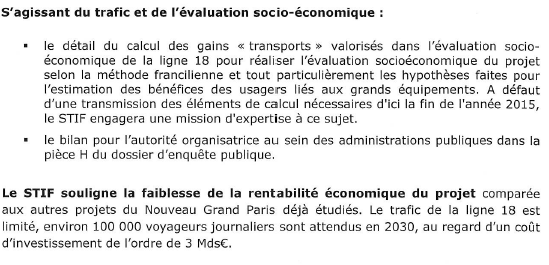 S'agissant du trafic et de l'évaluation socio-économique :
▪ le détail du calcul des gains « transports » valorisés dans l'évaluation socio-
économique de la ligne 18 pour réaliser l'évaluation socioéconomique du projet
selon la méthode francilienne et tout particulièrement les hypothèses faites pour
l'estimation des bénéfices des usagers liés aux grands équipements. A défaut
d'une transmission des éléments de calcul nécessaires d'ici la fin de l'année 2015,
le STIF engagera une mission d'expertise à ce sujet.
▪ le bilan pour l'autorité organisatrice au sein des administrations publiques dans la
pièce H du dossier d'enquête publique.
Le STIF souligne la faiblesse de la rentabilité économique du projet comparée
aux autres projets du Nouveau Grand Paris déjà étudiés. Le trafic de la ligne 18 est
limité, environ 100 000 voyageurs journaliers sont attendus en 2030, au regard d'un coût
d'investissement de l'ordre de 3 Mds€.